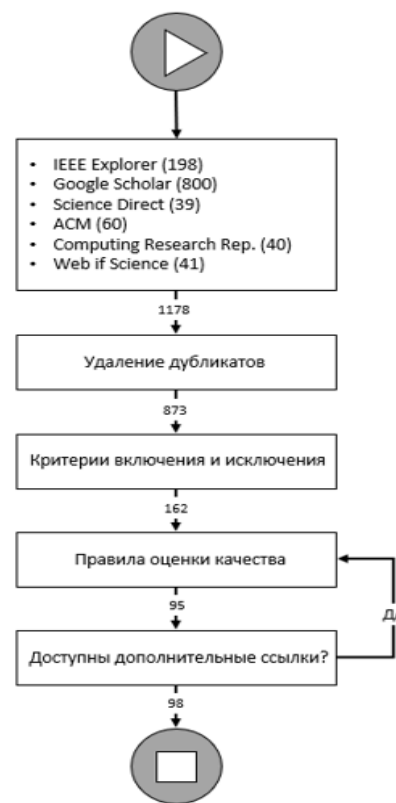 • IEEE Explorer (198)
• Google Scholar (800)
• Science Direct (39)
• ACM (60)
• Computing Research Rep. (40)
• Web if Science (41)
1178
Удаление дубликатов
873
Критерии включения и исключения
162
Правила оценки качества
95
Доступны дополнительные ссылки?
98